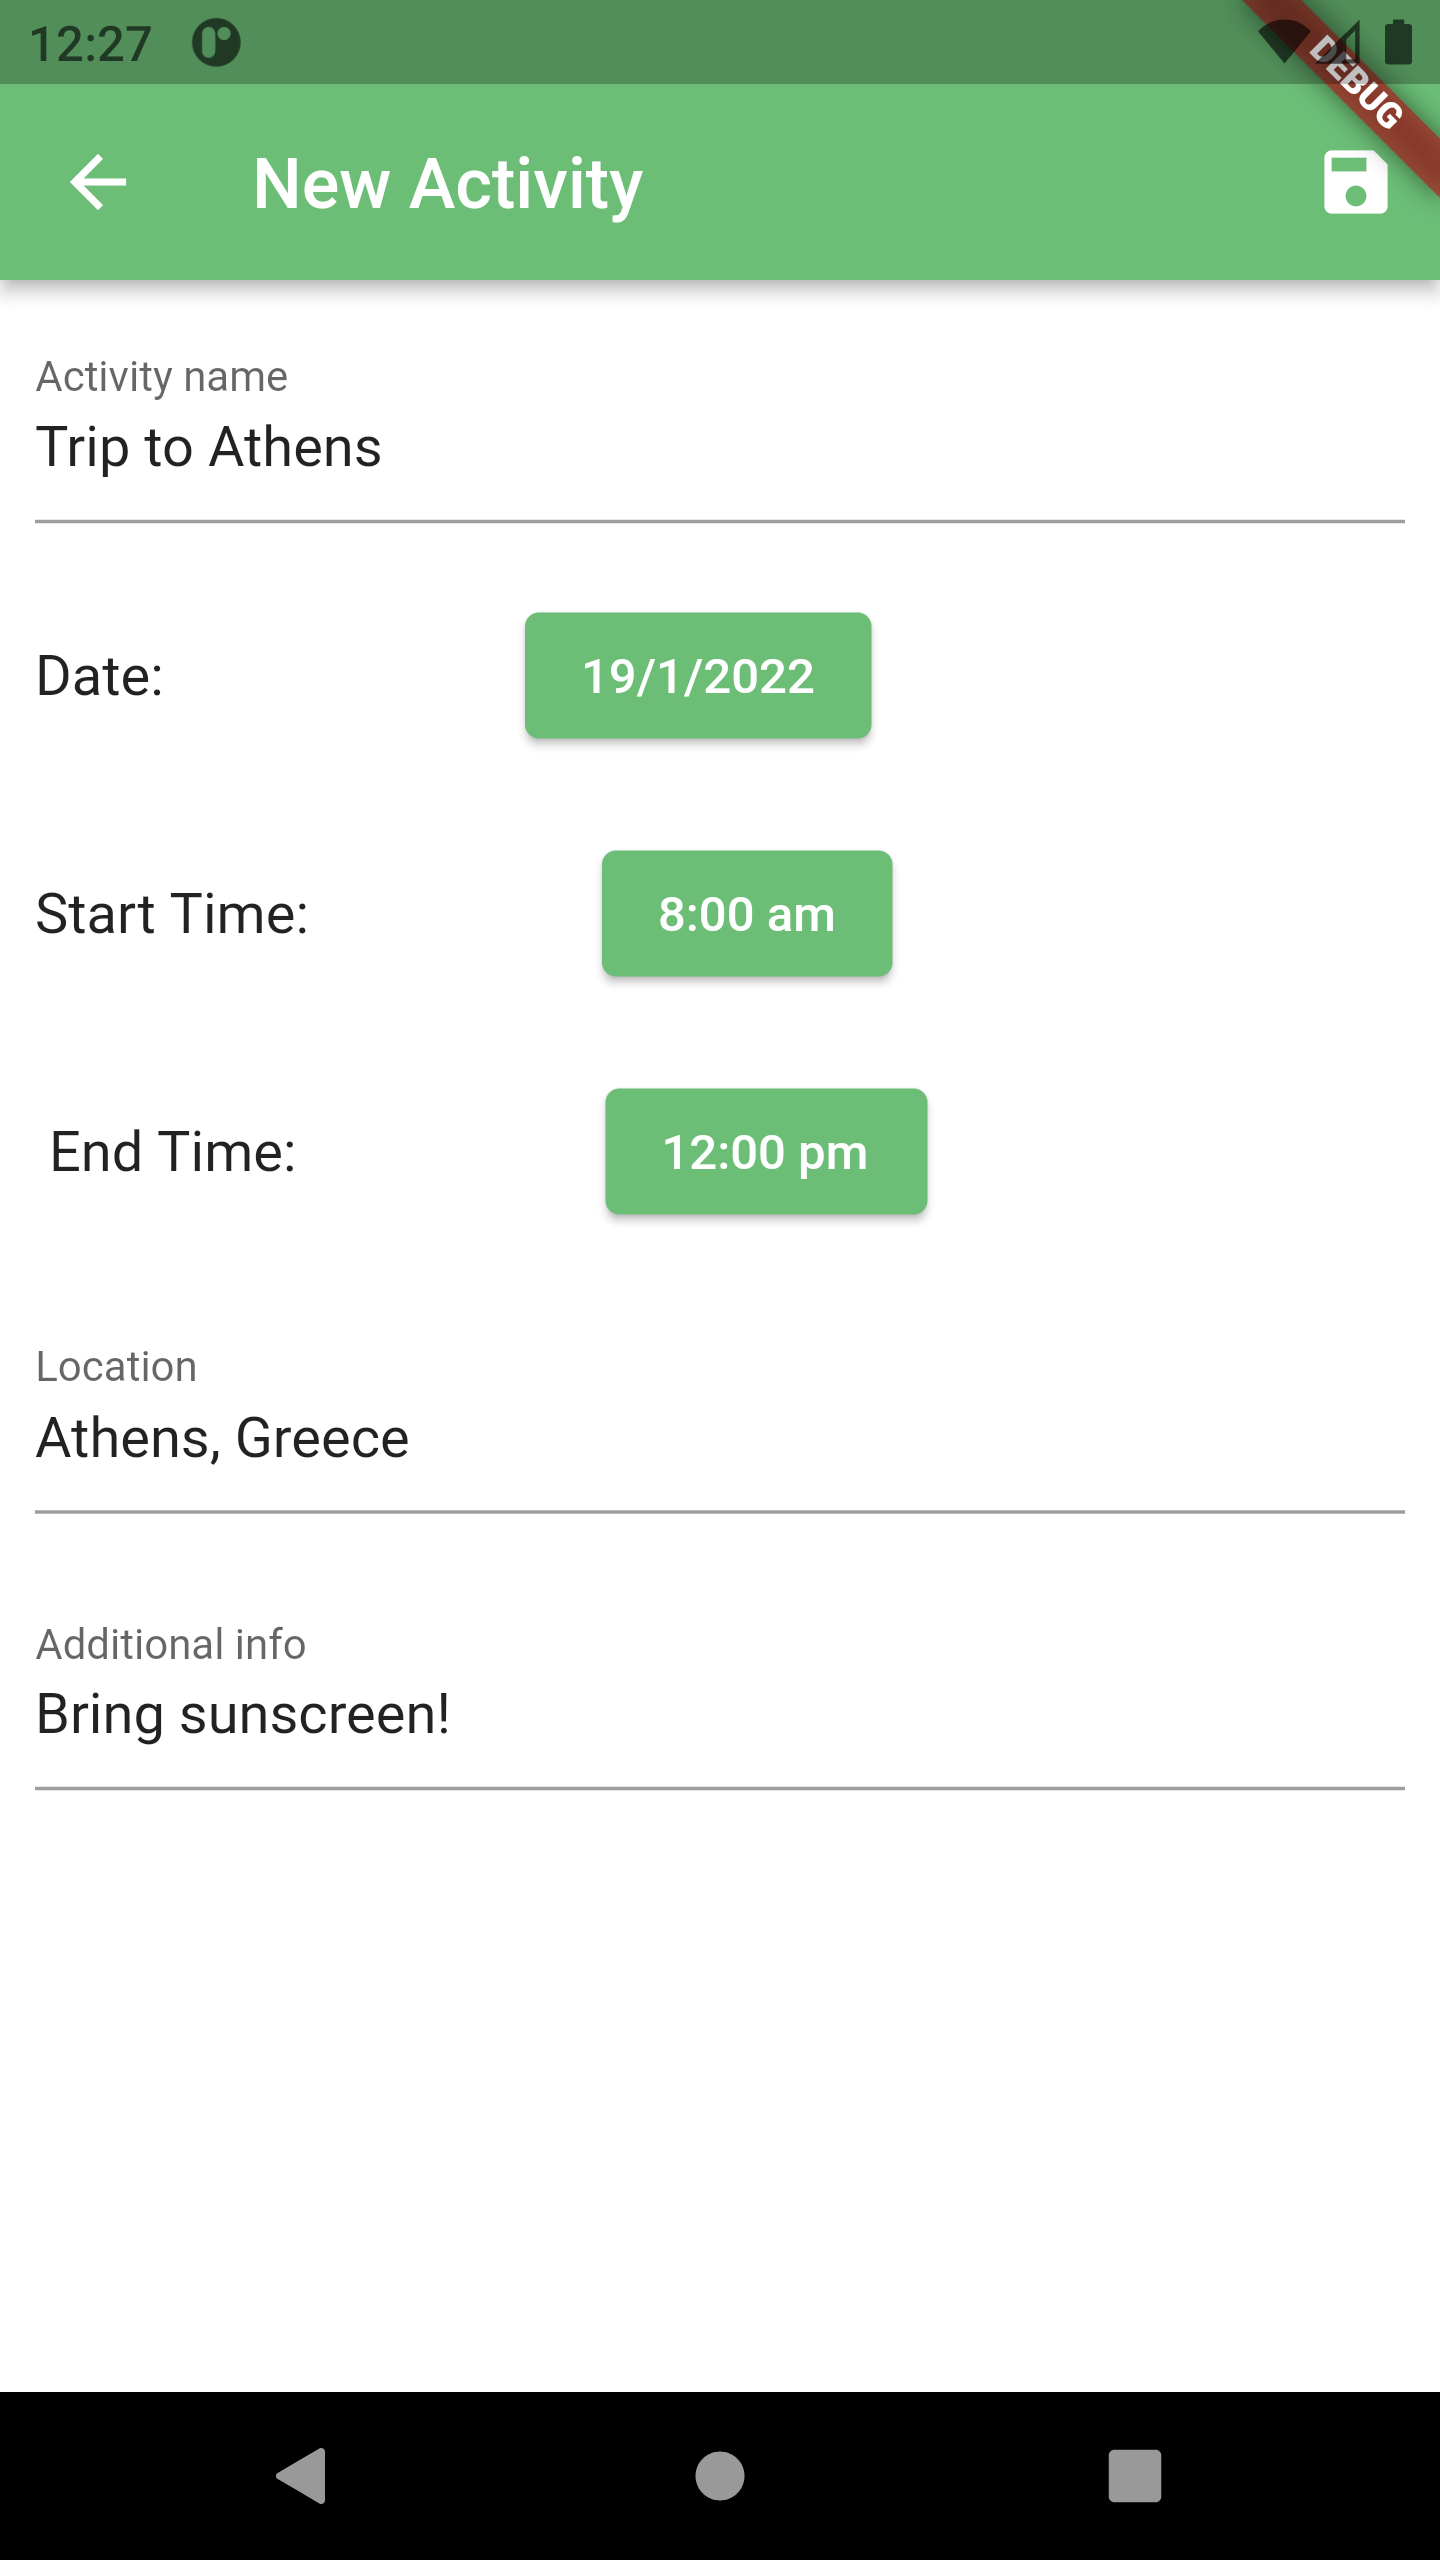 12:27
DEBUG
New Activity
Activity name
Trip to Athens
Date:
19/1/2022
Start Time:
8:00 am
End Time:
12:00 pm
Location
Athens, Greece
Additional info
Bring sunscreen!